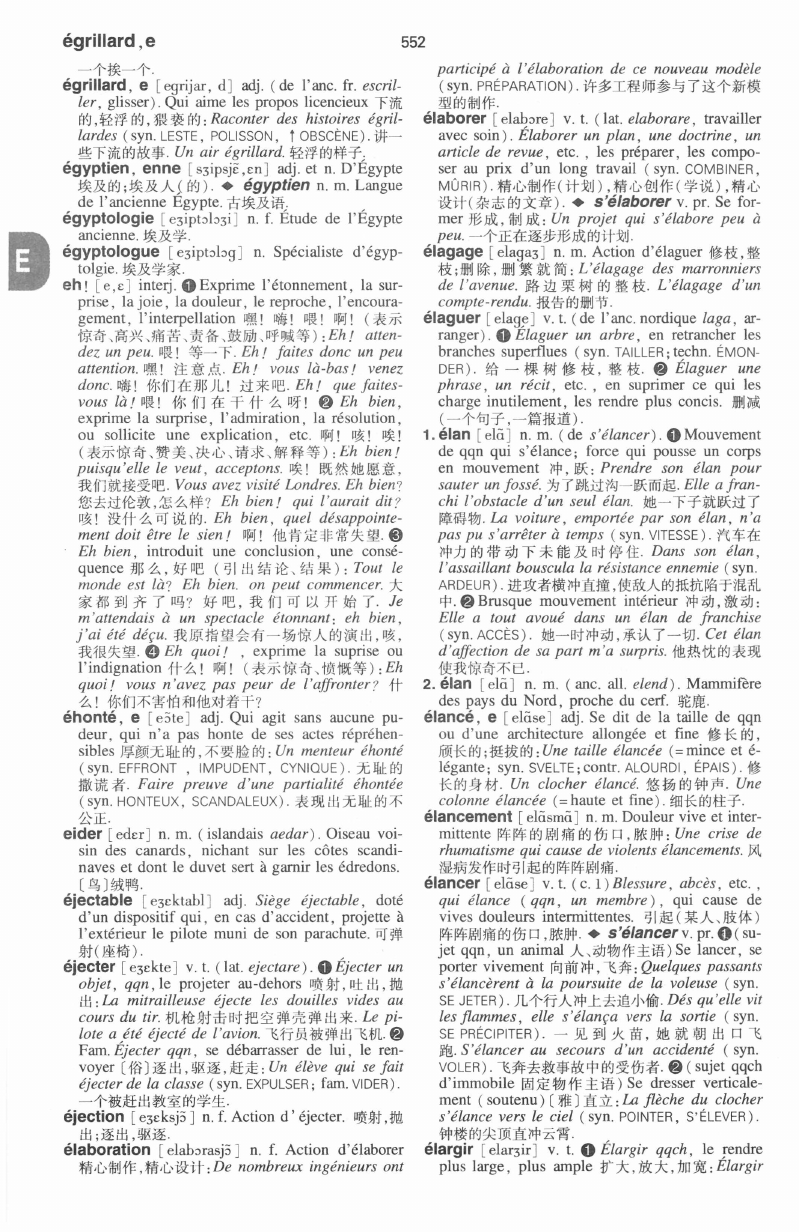 égrillard, e
552
一个挨一个.
égrillard, e [egrijar, d] adj. (de l'anc. fr. escril-
ler, glisser). Qui aime les propos licencieux 下流
的,轻浮的,猥亵的: Raconter des histoires égril-
lardes (syn. LESTE, POLISSON, ↑OBSCÈNE).讲一
些下流的故事. Un air égrillard. 轻浮的样子.
égyptien, enne [sʒipsjɛ̃,ɛn] adj. et n. D'Égypte
埃及的;埃及人(的). ◆ égyptien n. m. Langue
de l'ancienne Égypte. 古埃及语.
égyptologie [eʒiptɔlɔʒi] n. f. Étude de l'Égypte
ancienne. 埃及学.
égyptologue [eʒiptɔlɔg] n. Spécialiste d'égyp-
tolgie. 埃及学家.
eh! [e,ɛ] interj. ❶Exprime l'étonnement, la sur-
prise, la joie, la douleur, le reproche, l'encoura-
gement, l'interpellation 嘿! 嗨! 喂! 啊! (表示
惊奇、高兴、痛苦、责备、鼓励、呼喊等): Eh! atten-
dez un peu. 喂! 等一下. Eh! faites donc un peu
attention. 嘿! 注意点. Eh! vous là-bas! venez
donc. 嗨! 你们在那儿! 过来吧. Eh! que faites-
vous là! 喂! 你们在干什么呀! ❷ Eh bien,
exprime la surprise, l'admiration, la résolution,
ou sollicite une explication, etc. 啊! 咳! 唉!
(表示惊奇、赞美、决心、请求、解释等): Eh bien!
puisqu'elle le veut, acceptons. 唉! 既然她愿意,
我们就接受吧. Vous avez visité Londres. Eh bien?
您去过伦敦,怎么样? Eh bien! qui l'aurait dit?
咳! 没什么可说的. Eh bien, quel désappointe-
ment doit être le sien! 啊! 他肯定非常失望. ❸
Eh bien, introduit une conclusion, une consé-
quence 那么,好吧 (引出结论、结果): Tout le
monde est là? Eh bien. on peut commencer. 大
家都到齐了吗? 好吧, 我们可以开始了. Je
m'attendais à un spectacle étonnant; eh bien,
j'ai été déçu. 我原指望会有一场惊人的演出,咳,
我很失望. ❹ Eh quoi! , exprime la suprise ou
l'indignation 什么! 啊! (表示惊奇、愤慨等): Eh
quoi! vous n'avez pas peur de l'affronter? 什
么! 你们不害怕和他对着干?
éhonté, e [eɔ̃te] adj. Qui agit sans aucune pu-
deur, qui n'a pas honte de ses actes répréhen-
sibles 厚颜无耻的,不要脸的: Un menteur éhonté
(syn. EFFRONT , IMPUDENT, CYNIQUE). 无耻的
撒谎者. Faire preuve d'une partialité éhontée
(syn. HONTEUX, SCANDALEUX). 表现出无耻的不
公正.
eider [edɛr] n. m. (islandais aedar). Oiseau voi-
sin des canards, nichant sur les côtes scandi-
naves et dont le duvet sert à garnir les édredons.
[鸟]绒鸭.
éjectable [eʒɛktabl] adj. Siège éjectable, doté
d'un dispositif qui, en cas d'accident, projette à
l'extérieur le pilote muni de son parachute. 可弹
射(座椅).
éjecter [eʒɛkte] v. t. (lat. ejectare). ❶Éjecter un
objet, qqn, le projeter au-dehors 喷射,吐出,抛
出: La mitrailleuse éjecte les douilles vides au
cours du tir. 机枪射击时把空弹壳弹出来. Le pi-
lote a été éjecté de l'avion. 飞行员被弹出飞机. ❷
Fam. Éjecter qqn, se débarrasser de lui, le ren-
voyer [俗]逐出,驱逐,赶走: Un élève qui se fait
éjecter de la classe (syn. EXPULSER; fam. VIDER).
一个被赶出教室的学生.
éjection [eʒɛksjɔ̃] n. f. Action d'éjecter. 喷射,抛
出;逐出,驱逐.
élaboration [elabɔrasjɔ̃] n. f. Action d'élaborer
精心制作,精心设计: De nombreux ingénieurs ont
participé à l'élaboration de ce nouveau modèle
(syn. PRÉPARATION). 许多工程师参与了这个新模
型的制作.
élaborer [elabɔre] v. t. (lat. elaborare, travailler
avec soin). Élaborer un plan, une doctrine, un
article de revue, etc. , les préparer, les compo-
ser au prix d'un long travail (syn. COMBINER,
MÛRIR). 精心制作(计划),精心创作(学说),精心
设计(杂志的文章). ◆ s'élaborer v. pr. Se for-
mer 形成,制成: Un projet qui s'élabore peu à
peu. 一个正在逐步形成的计划.
élagage [elagaʒ] n. m. Action d'élaguer 修枝,整
枝;删除,删繁就简: L'élagage des marronniers
de l'avenue. 路边栗树的整枝. L'élagage d'un
compte-rendu. 报告的删节.
élaguer [elage] v. t. (de l'anc. nordique laga, ar-
ranger). ❶ Élaguer un arbre, en retrancher les
branches superflues (syn. TAILLER; techn. ÉMON-
DER). 给一棵树修枝, 整枝. ❷ Élaguer une
phrase, un récit, etc. , en suprimer ce qui les
charge inutilement, les rendre plus concis. 删减
(一个句子,一篇报道).
1. élan [elɑ̃] n. m. (de s'élancer). ❶Mouvement
de qqn qui s'élance; force qui pousse un corps
en mouvement 冲,跃: Prendre son élan pour
sauter un fossé. 为了跳过沟一跃而起. Elle a fran-
chi l'obstacle d'un seul élan. 她一下子就跃过了
障碍物. La voiture, emportée par son élan, n'a
pas pu s'arrêter à temps (syn. VITESSE). 汽车在
冲力的带动下未能及时停住. Dans son élan,
l'assaillant bouscula la résistance ennemie (syn.
ARDEUR). 进攻者横冲直撞,使敌人的抵抗陷于混乱
中. ❷Brusque mouvement intérieur 冲动,激动:
Elle a tout avoué dans un élan de franchise
(syn. ACCÈS). 她一时冲动,承认了一切. Cet élan
d'affection de sa part m'a surpris. 他热忱的表现
使我惊奇不已.
2. élan [elɑ̃] n. m. (anc. all. elend). Mammifère
des pays du Nord, proche du cerf. 驼鹿.
élancé, e [elɑ̃se] adj. Se dit de la taille de qqn
ou d'une architecture allongée et fine 修长的,
颀长的;挺拔的: Une taille élancée (=mince et é-
légante; syn. SVELTE; contr. ALOURDI, ÉPAIS). 修
长的身材. Un clocher élancé. 悠扬的钟声. Une
colonne élancée (=haute et fine). 细长的柱子.
élancement [elɑ̃smɑ̃] n. m. Douleur vive et inter-
mittente 阵阵的剧痛的伤口,脓肿: Une crise de
rhumatisme qui cause de violents élancements. 风
湿病发作时引起的阵阵剧痛.
élancer [elɑ̃se] v. t. (c. 1) Blessure, abcès, etc. ,
qui élance (qqn, un membre), qui cause de
vives douleurs intermittentes. 引起(某人、肢体)
阵阵剧痛的伤口,脓肿. ◆ s'élancer v. pr. ❶(su-
jet qqn, un animal 人、动物作主语) Se lancer, se
porter vivement 向前冲,飞奔: Quelques passants
s'élancèrent à la poursuite de la voleuse (syn.
SE JETER). 几个行人冲上去追小偷. Dés qu'elle vit
les flammes, elle s'élança vers la sortie (syn.
SE PRÉCIPITER). 一见到火苗, 她就朝出口飞
跑. S'élancer au secours d'un accidenté (syn.
VOLER). 飞奔去救事故中的受伤者. ❷(sujet qqch
d'immobile 固定物作主语) Se dresser verticale-
ment (soutenu) [雅]直立: La flèche du clocher
s'élance vers le ciel (syn. POINTER, S'ÉLEVER).
钟楼的尖顶直冲云霄.
élargir [elarʒir] v. t. ❶ Élargir qqch, le rendre
plus large, plus ample 扩大,放大,加宽: Élargir
E